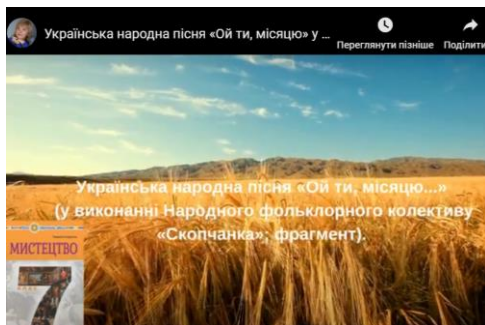 Українська народна пісня «Ой ти, місяцю» у ...
Переглянути пізніше
Поділити
Українська народна пісня «Ой ти, місяцю...»
(у виконанні Народного фольклорного колективу
«Скопчанка»; фрагмент).
МИСТЕЦТВО
7